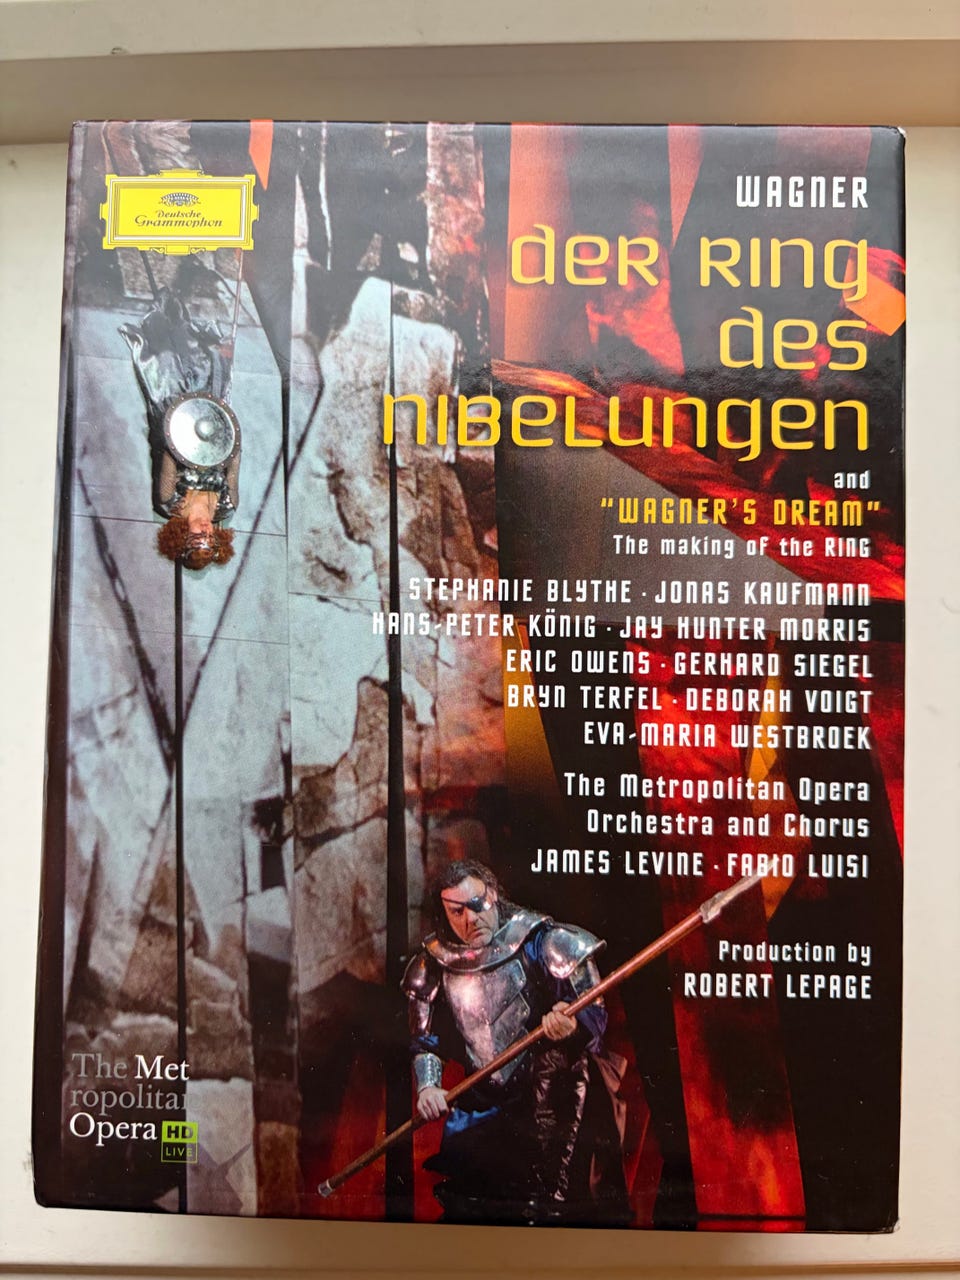 Deutsche
Grammophon
WAGNER
der Ring
des
nibelungen
and
"WAGNER'S DREAM"
The making of the RING
STEPHANIE BLYTHE · JONAS KAUFMANN
HANS-PETER KÖNIG · JAY HUNTER MORRIS
ERIC OWENS · GERHARD SIEGEL
BRYN TERFEL · DEBORAH VOIGT
EVA-MARIA WESTBROEK
The Metropolitan Opera
Orchestra and Chorus
JAMES LEVINE · FABIO LUISI
Production by
ROBERT LEPAGE
The Met
ropolitan
Opera HD
LIVE